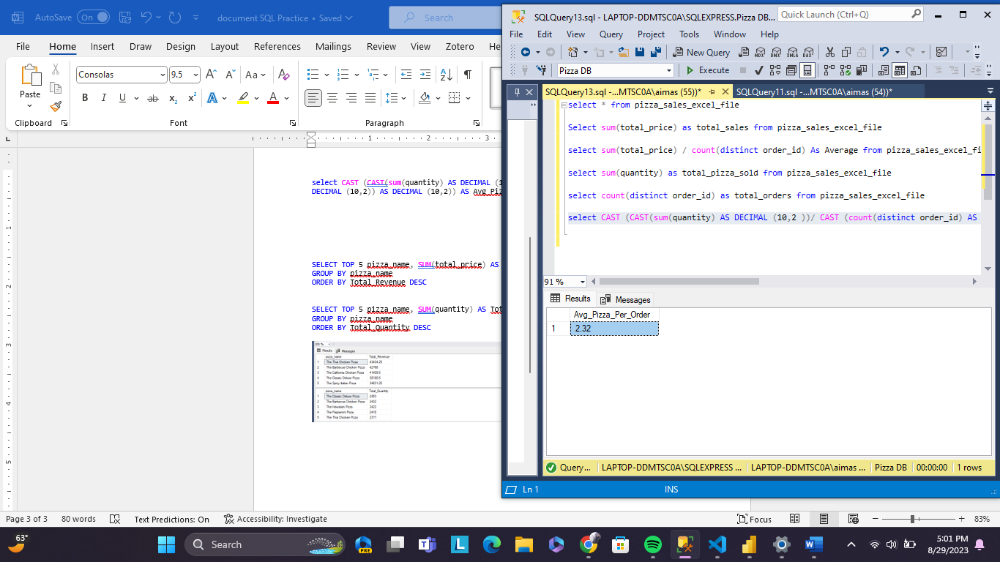 AutoSave On document SQL Practice • Saved Search
File Home Insert Draw Design Layout References Mailings Review View Zotero He
Paste
Clipboard
Consolas 9.5
Font
Paragraph
1 2 3
select CAST (CAST(sum(quantity) AS DECIMAL (1
DECIMAL (10,2)) AS DECIMAL (10,2)) AS Avg_Piz
SELECT TOP 5 pizza_name, SUM(total_price) AS
GROUP BY pizza_name
ORDER BY Total_Revenue DESC
SELECT TOP 5 pizza_name, SUM(quantity) AS Tot
GROUP BY pizza_name
ORDER BY Total_Quantity DESC
Results Messages
pizza_name Total_Revenue
1 The Thai Chicken Pizza 43434.25
2 The Barbecue Chicken Pizza 42768
3 The California Chicken Pizza 41409.5
4 The Classic Deluxe Pizza 38180.5
5 The Spicy Italian Pizza 34831.25
pizza_name Total_Quantity
1 The Classic Deluxe Pizza 2453
2 The Barbecue Chicken Pizza 2432
3 The Hawaiian Pizza 2422
4 The Pepperoni Pizza 2418
5 The Thai Chicken Pizza 2371
SQLQuery13.sql - LAPTOP-DDMTSC0A\SQLEXPRESS.Pizza DB... Quick Launch (Ctrl+Q)
File Edit View Query Project Tools Window Help
New Query
MDX DMX XMLA DAX
Pizza DB Execute
SQLQuery13.sql -...MTSC0A\aimas (55))* SQLQuery11.sql -...MTSC0A\aimas (54))*
select * from pizza_sales_excel_file
Select sum(total_price) as total_sales from pizza_sales_excel_file
select sum(total_price) / count(distinct order_id) As Average from pizza_sales_excel_fi
select sum(quantity) as total_pizza_sold from pizza_sales_excel_file
select count(distinct order_id) as total_orders from pizza_sales_excel_file
select CAST (CAST(sum(quantity) AS DECIMAL (10,2 ))/ CAST (count(distinct order_id) AS
91 %
Results Messages
Avg_Pizza_Per_Order
1 2.32
Query... LAPTOP-DDMTSC0A\SQLEXPRESS ... LAPTOP-DDMTSC0A\aimas ... Pizza DB 00:00:00 1 rows
Ln 1 INS
Page 3 of 3 80 words Text Predictions: On Accessibility: Investigate Focus 83%
63° Search PRE 5:01 PM
8/29/2023